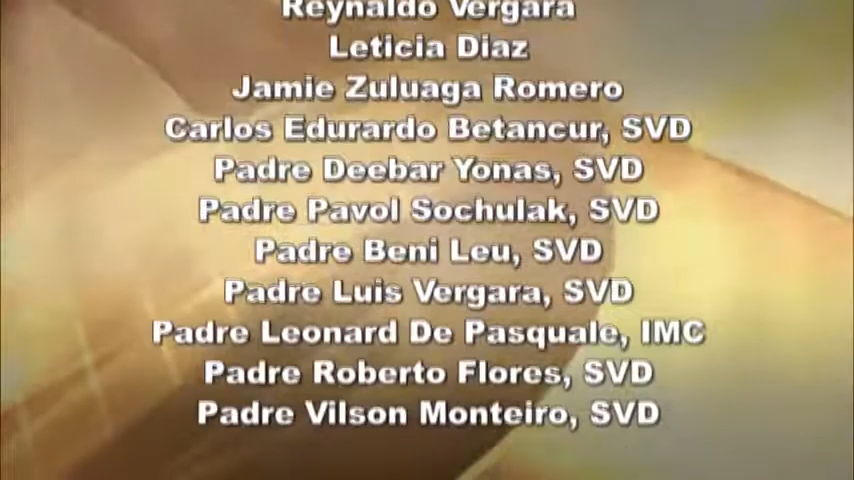 Reynaldo Vergara
Leticia Diaz
Jamie Zuluaga Romero
Carlos Edurardo Betancur, SVD
Padre Deebar Yonas, SVD
Padre Pavol Sochulak, SVD
Padre Beni Leu, SVD
Padre Luis Vergara, SVD
Padre Leonard De Pasquale, IMC
Padre Roberto Flores, SVD
Padre Vilson Monteiro, SVD